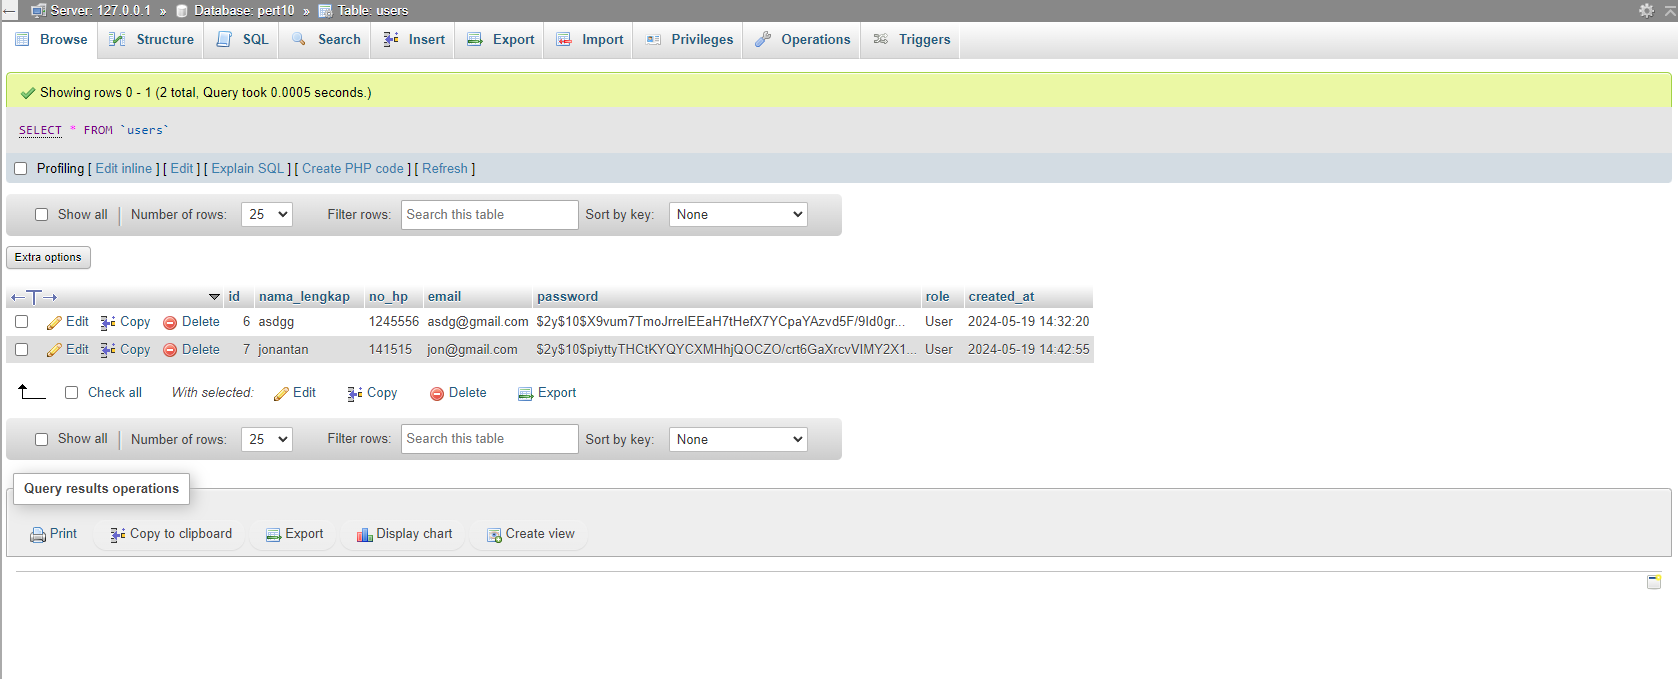 Server: 127.0.0.1 » Database: pert10 » Table: users
Browse Structure SQL Search Insert Export Import Privileges Operations Triggers
Showing rows 0 - 1 (2 total, Query took 0.0005 seconds.)
SELECT * FROM `users`
Profiling [ Edit inline ] [ Edit ] [ Explain SQL ] [ Create PHP code ] [ Refresh ]
Show all | Number of rows: 25 Filter rows: Search this table Sort by key: None
Extra options
←T→ id nama_lengkap no_hp email password role created_at
Edit Copy Delete 6 asdgg 1245556 asdg@gmail.com $2y$10$X9vum7TmoJrreIEEaH7tHefX7YCpaYAzvd5F/9Id0gr... User 2024-05-19 14:32:20
Edit Copy Delete 7 jonantan 141515 jon@gmail.com $2y$10$piyttyTHCtKYQYCXMHhjQOCZO/crt6GaXrcvVIMY2X1... User 2024-05-19 14:42:55
Check all With selected: Edit Copy Delete Export
Show all | Number of rows: 25 Filter rows: Search this table Sort by key: None
Query results operations
Print Copy to clipboard Export Display chart Create view